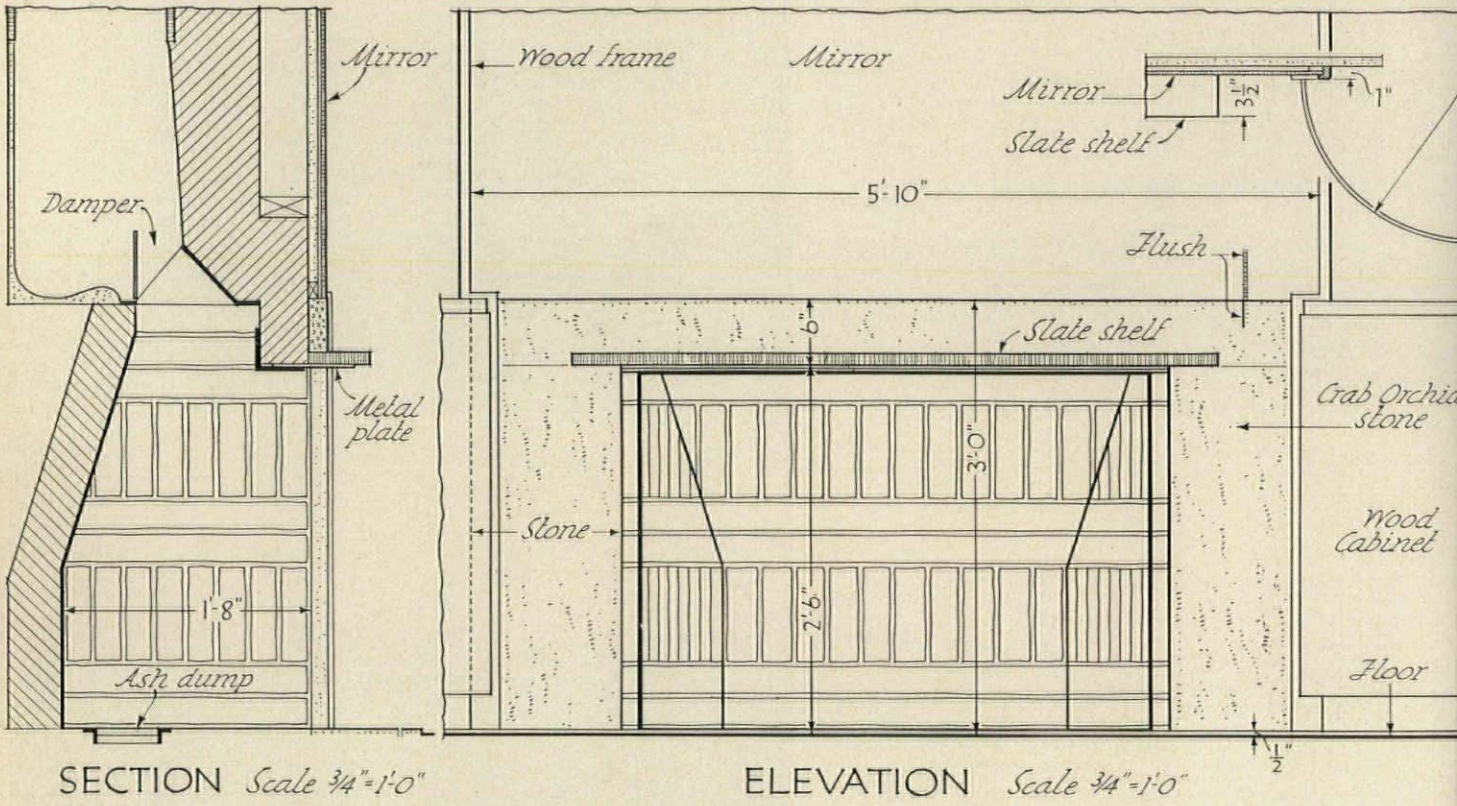 Mirror
Wood frame
Mirror
Mirror
Slate shelf
3½"
1"
5'-10"
Damper
Flush
6"
Slate shelf
Metal
plate
3'-0"
Crab Orchid
stone
Stone
Wood
Cabinet
1'-8"
2'-6"
Ash dump
Floor
½"
SECTION Scale ¾"=1'-0"
ELEVATION Scale ¾"=1'-0"